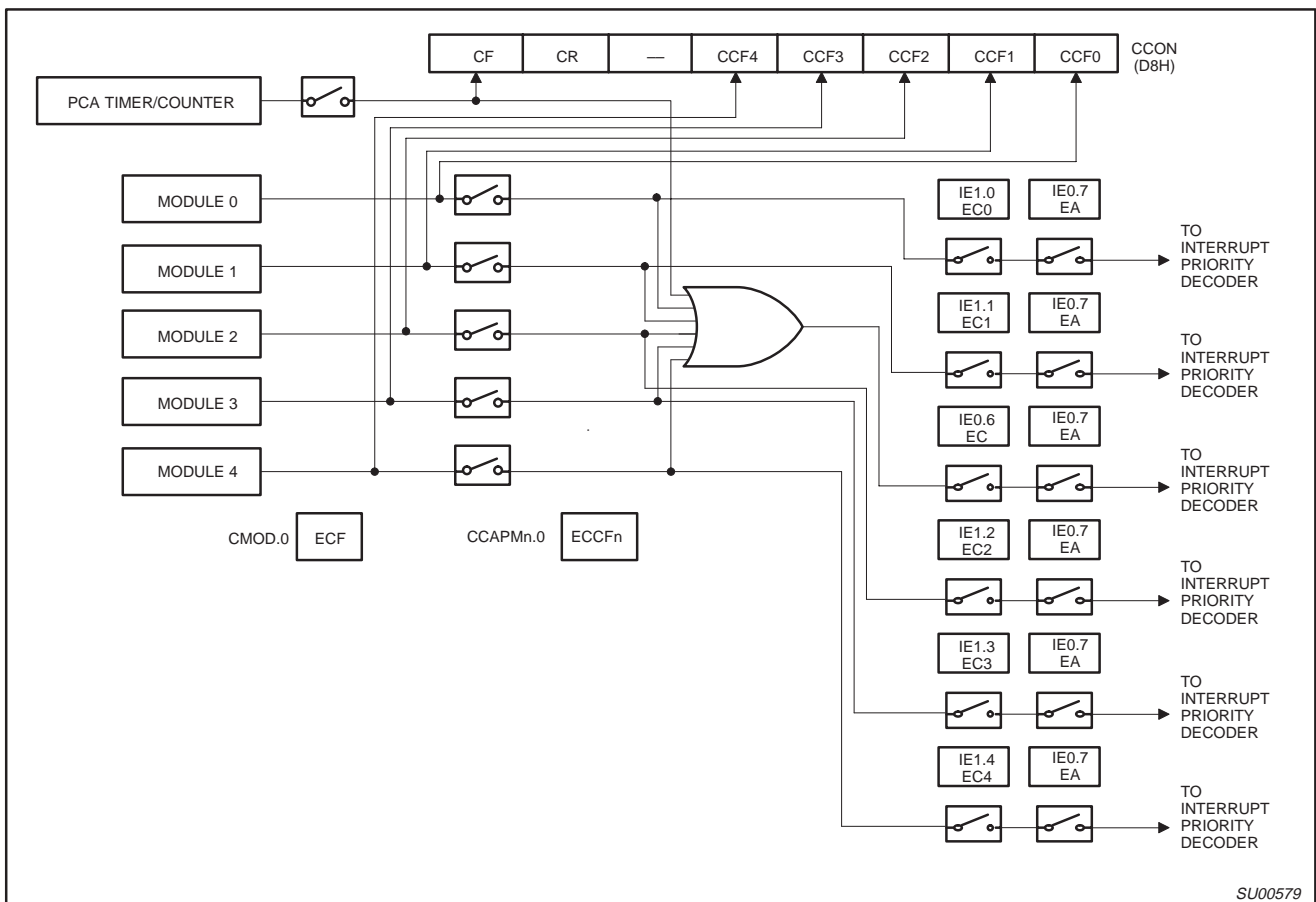 CF CR — CCF4 CCF3 CCF2 CCF1 CCF0 CCON
(D8H)
PCA TIMER/COUNTER
MODULE 0
IE1.0 IE0.7
EC0 EA
TO
INTERRUPT
PRIORITY
DECODER
MODULE 1
IE1.1 IE0.7
EC1 EA
TO
INTERRUPT
PRIORITY
DECODER
MODULE 2
MODULE 3
IE0.6 IE0.7
EC EA
TO
INTERRUPT
PRIORITY
DECODER
MODULE 4
CMOD.0 ECF CCAPMn.0 ECCFn
IE1.2 IE0.7
EC2 EA
TO
INTERRUPT
PRIORITY
DECODER
IE1.3 IE0.7
EC3 EA
TO
INTERRUPT
PRIORITY
DECODER
IE1.4 IE0.7
EC4 EA
TO
INTERRUPT
PRIORITY
DECODER
SU00579